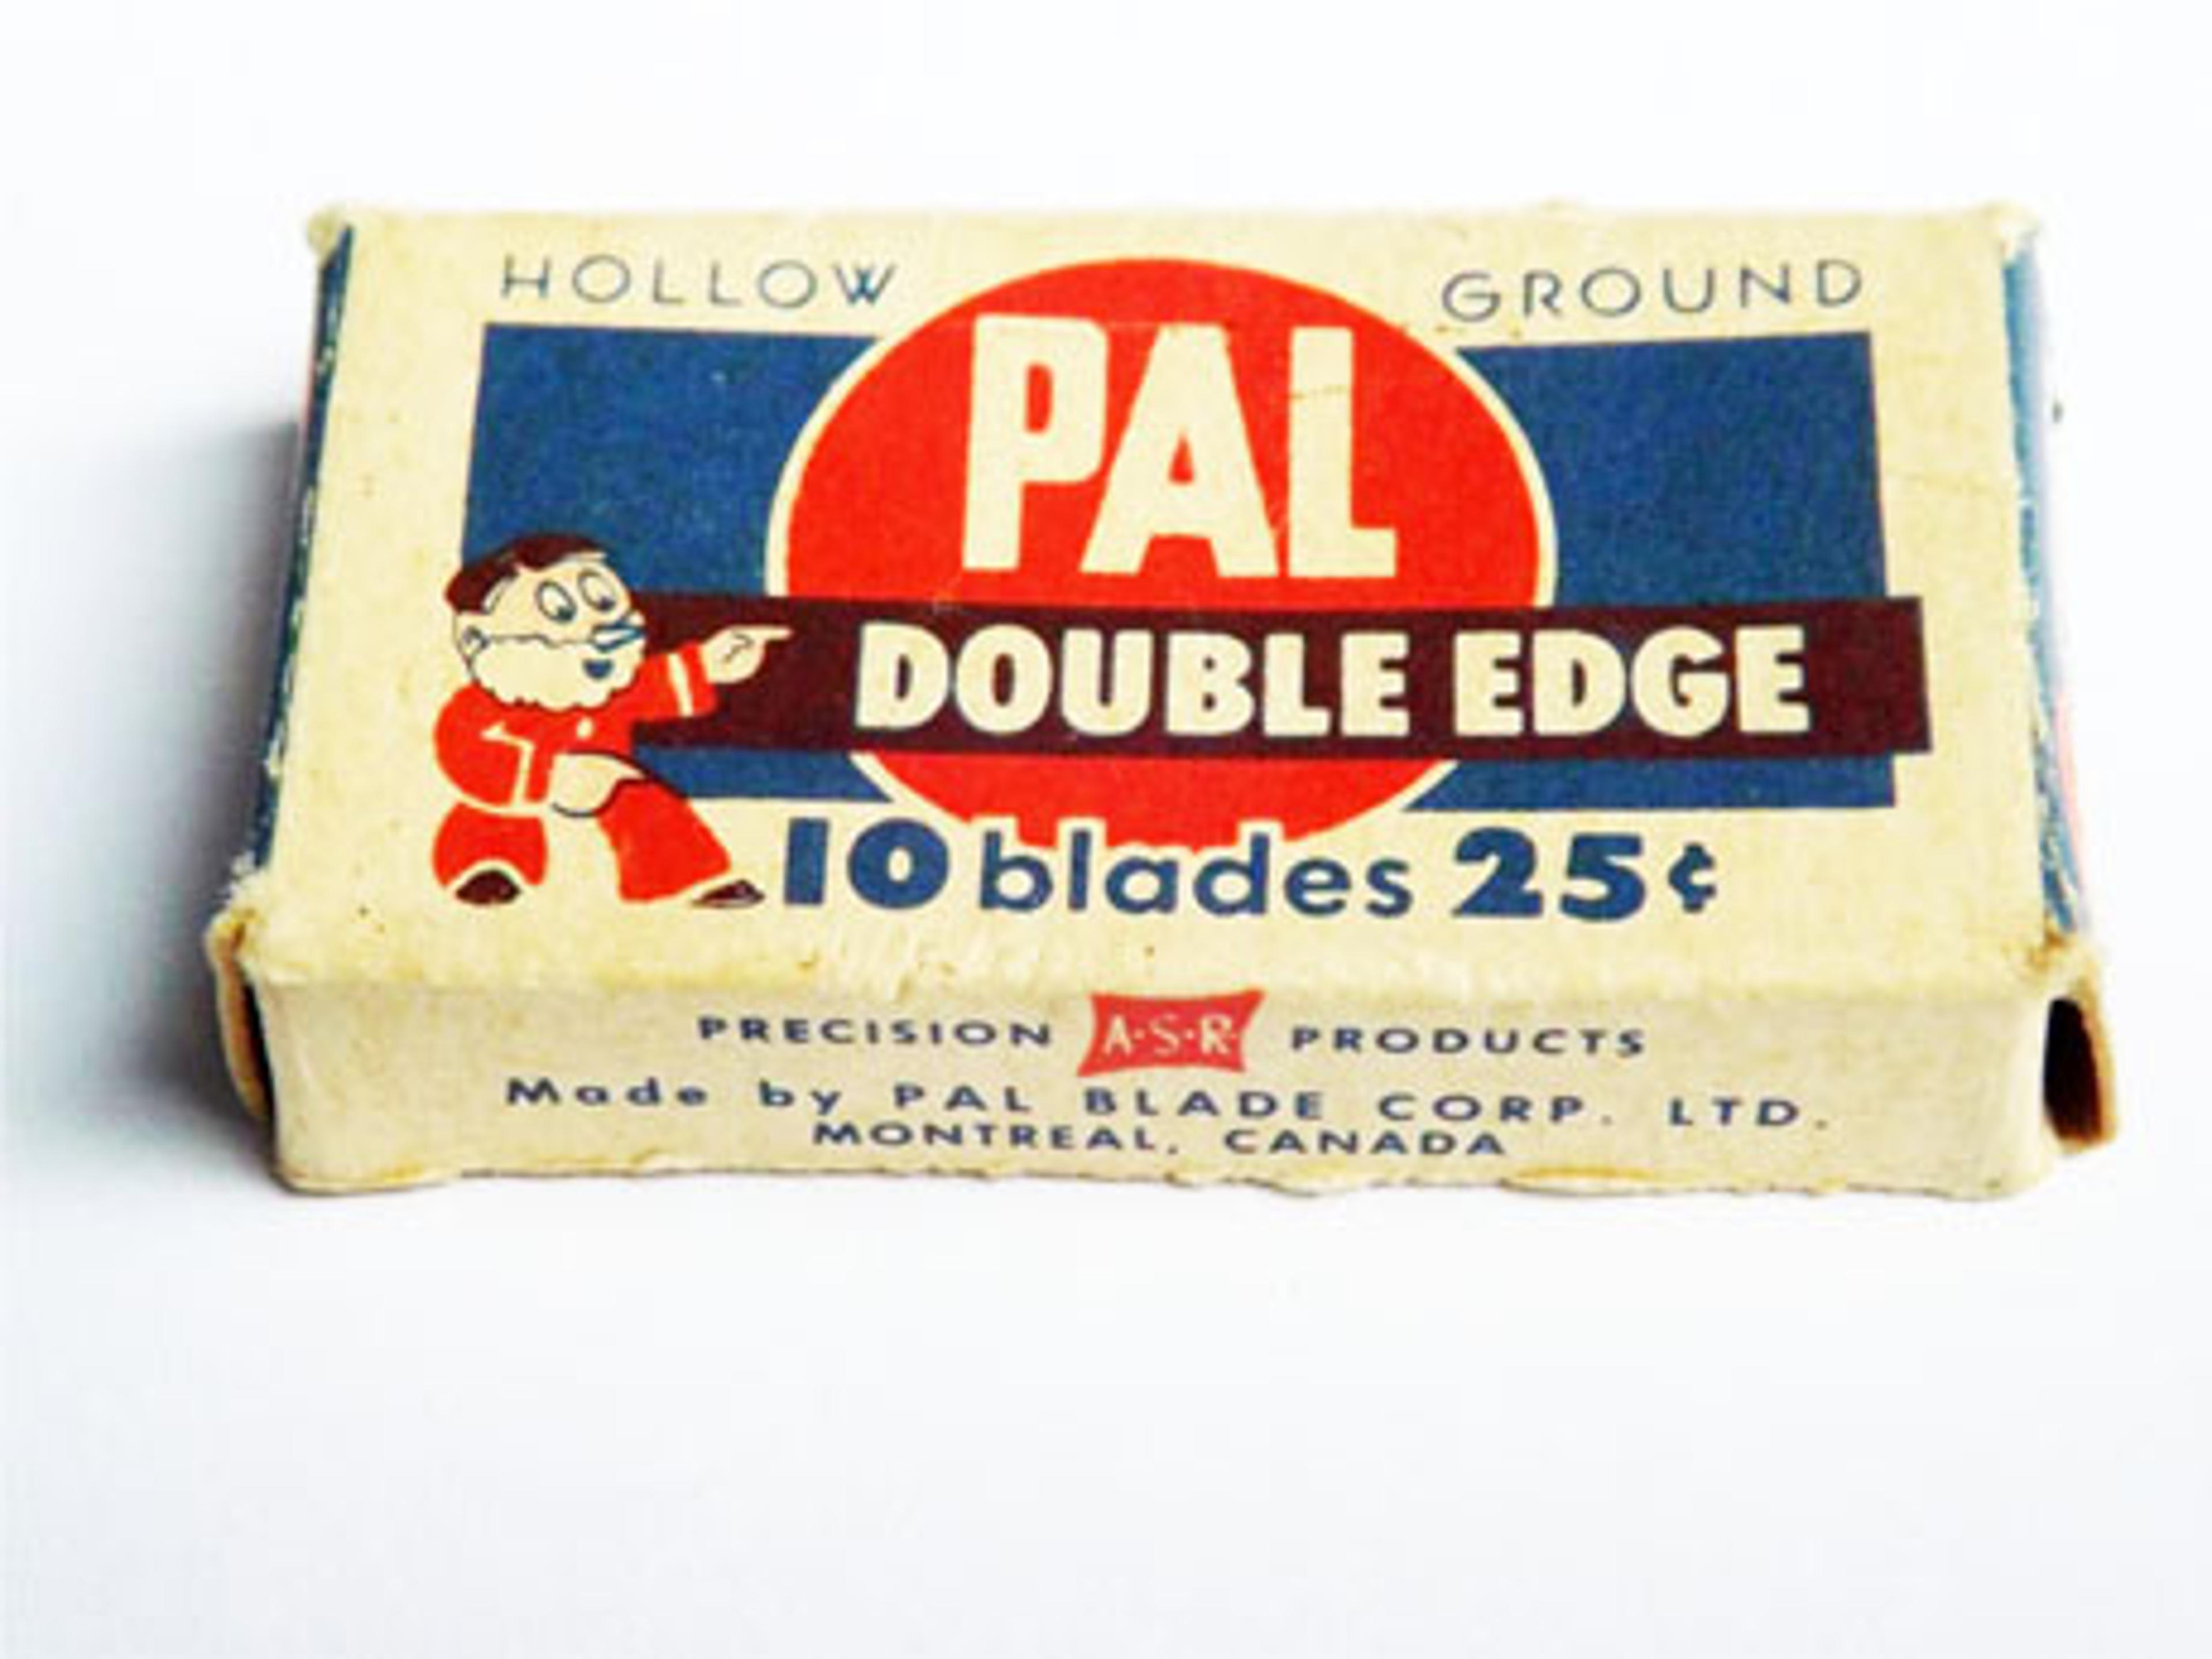 HOLLOW GROUND
PAL
DOUBLE EDGE
10 blades 25¢
PRECISION A·S·R PRODUCTS
Made by PAL BLADE CORP. LTD.
MONTREAL, CANADA